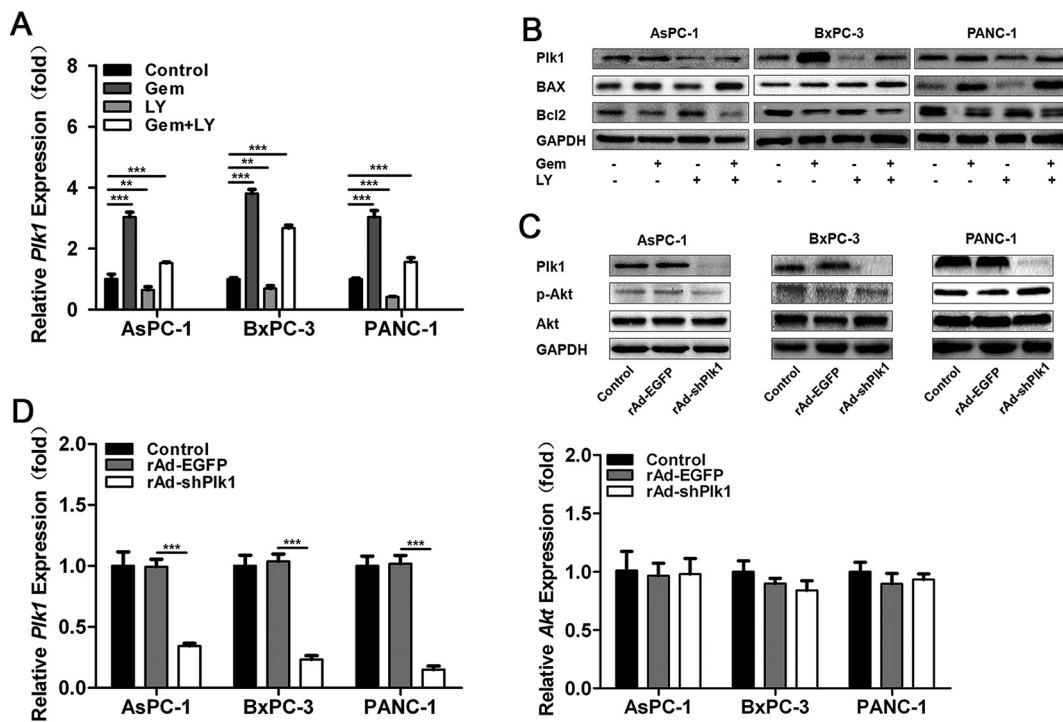 A
Relative Plk1 Expression (fold)
8
6
4
2
0
Control
Gem
LY
Gem+LY
***
**
***
***
**
***
***
***
***
AsPC-1
BxPC-3
PANC-1
B
AsPC-1
BxPC-3
PANC-1
Plk1
BAX
Bcl2
GAPDH
Gem - + - + - + - + - + - +
LY - - + + - - + + - - + +
C
AsPC-1
BxPC-3
PANC-1
Plk1
p-Akt
Akt
GAPDH
Control
rAd-EGFP
rAd-shPlk1
Control
rAd-EGFP
rAd-shPlk1
Control
rAd-EGFP
rAd-shPlk1
D
Relative Plk1 Expression (fold)
2.0
1.5
1.0
0.5
0.0
Control
rAd-EGFP
rAd-shPlk1
***
***
***
AsPC-1
BxPC-3
PANC-1
Relative Akt Expression (fold)
2.0
1.5
1.0
0.5
0.0
Control
rAd-EGFP
rAd-shPlk1
AsPC-1
BxPC-3
PANC-1